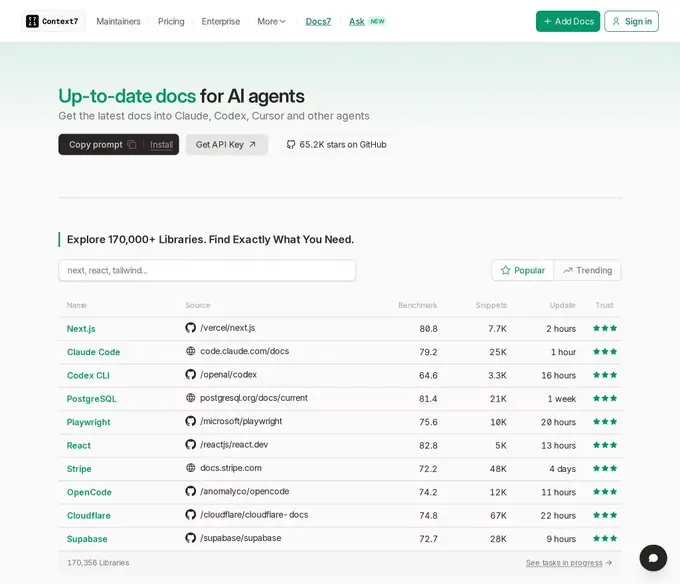 Context7 Maintainers Pricing Enterprise More Docs7 Ask NEW + Add Docs Sign in
Up-to-date docs for AI agents
Get the latest docs into Claude, Codex, Cursor and other agents
Copy prompt Install Get API Key ↗ 65.2K stars on GitHub
Explore 170,000+ Libraries. Find Exactly What You Need.
next, react, tailwind... Popular Trending
Name Source Benchmark Snippets Update Trust
Next.js /vercel/next.js 80.8 7.7K 2 hours ★★★
Claude Code code.claude.com/docs 79.2 25K 1 hour ★★★
Codex CLI /openai/codex 64.6 3.3K 16 hours ★★★
PostgreSQL postgresql.org/docs/current 81.4 21K 1 week ★★★
Playwright /microsoft/playwright 75.6 10K 20 hours ★★★
React /reactjs/react.dev 82.8 5K 13 hours ★★★
Stripe docs.stripe.com 72.2 48K 4 days ★★★
OpenCode /anomalyco/opencode 74.2 12K 11 hours ★★★
Cloudflare /cloudflare/cloudflare-docs 74.8 67K 22 hours ★★★
Supabase /supabase/supabase 72.7 28K 9 hours ★★★
170,356 Libraries See tasks in progress →